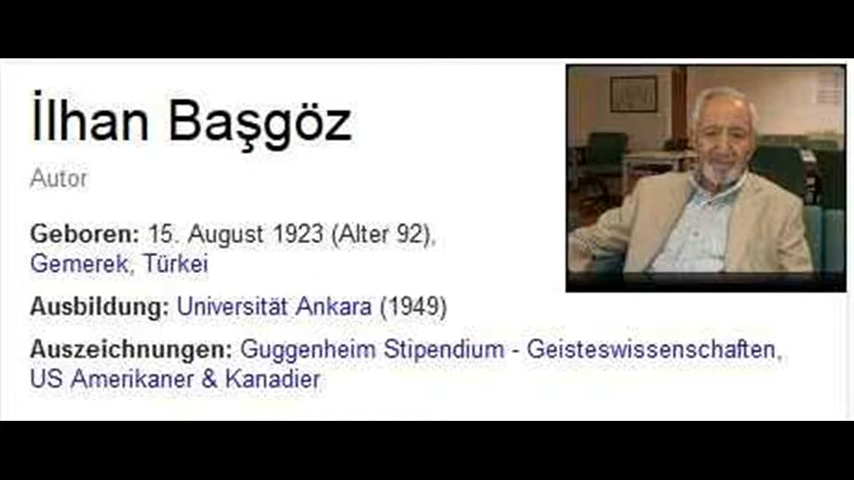 İlhan Başgöz
Autor
Geboren: 15. August 1923 (Alter 92),
Gemerek, Türkei
Ausbildung: Universität Ankara (1949)
Auszeichnungen: Guggenheim Stipendium - Geisteswissenschaften,
US Amerikaner & Kanadier